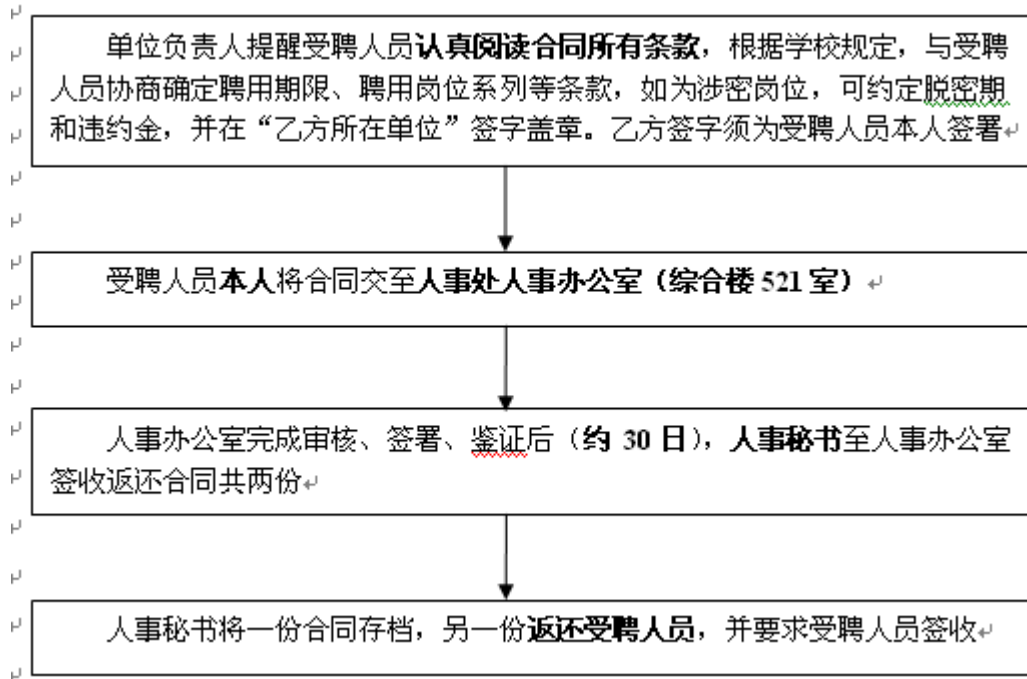 单位负责人提醒受聘人员认真阅读合同所有条款，根据学校规定，与受聘
人员协商确定聘用期限、聘用岗位系列等条款，如为涉密岗位，可约定脱密期
和违约金，并在“乙方所在单位”签字盖章。乙方签字须为受聘人员本人签署
受聘人员本人将合同交至人事处人事办公室（综合楼 521 室）
人事办公室完成审核、签署、鉴证后（约 30 日），人事秘书至人事办公室
签收返还合同共两份
人事秘书将一份合同存档，另一份返还受聘人员，并要求受聘人员签收